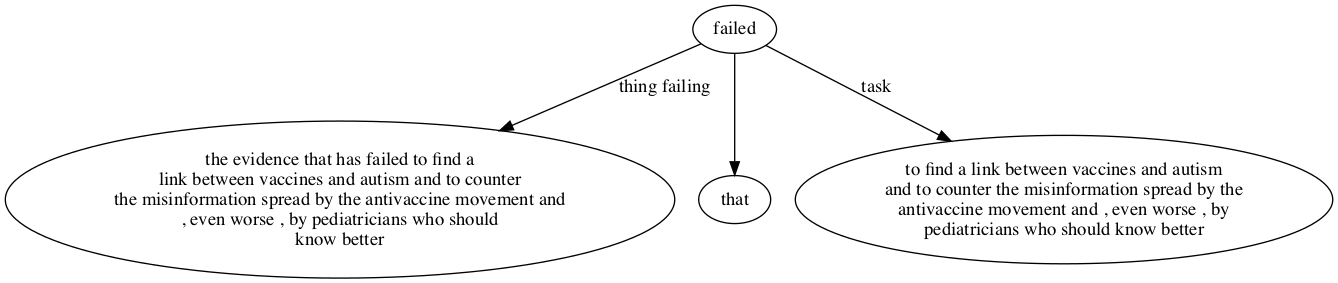 failed
thing failing
task
the evidence that has failed to find a
link between vaccines and autism and to counter
the misinformation spread by the antivaccine movement and
, even worse , by pediatricians who should
know better
that
to find a link between vaccines and autism
and to counter the misinformation spread by the
antivaccine movement and , even worse , by
pediatricians who should know better